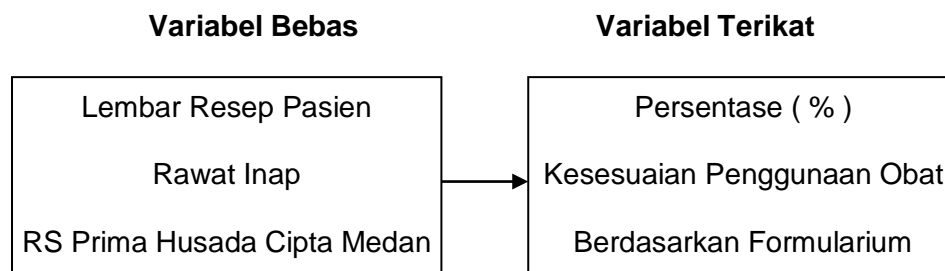 Variabel Bebas
Variabel Terikat
Lembar Resep Pasien
Rawat Inap
RS Prima Husada Cipta Medan
Persentase ( % )
Kesesuaian Penggunaan Obat
Berdasarkan Formularium